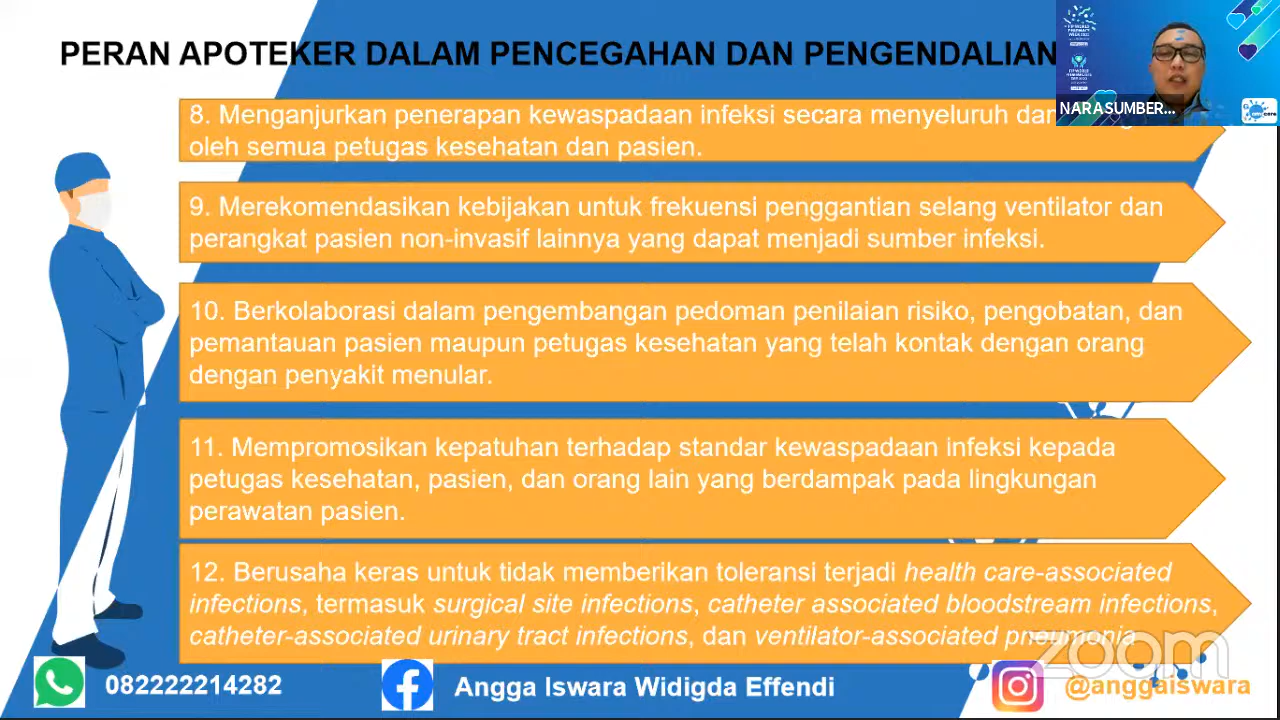 PERAN APOTEKER DALAM PENCEGAHAN DAN PENGENDALIAN
NARASUMBER...
8. Menganjurkan penerapan kewaspadaan infeksi secara menyeluruh dan
oleh semua petugas kesehatan dan pasien.
9. Merekomendasikan kebijakan untuk frekuensi penggantian selang ventilator dan
perangkat pasien non-invasif lainnya yang dapat menjadi sumber infeksi.
10. Berkolaborasi dalam pengembangan pedoman penilaian risiko, pengobatan, dan
pemantauan pasien maupun petugas kesehatan yang telah kontak dengan orang
dengan penyakit menular.
11. Mempromosikan kepatuhan terhadap standar kewaspadaan infeksi kepada
petugas kesehatan, pasien, dan orang lain yang berdampak pada lingkungan
perawatan pasien.
12. Berusaha keras untuk tidak memberikan toleransi terjadi health care-associated
infections, termasuk surgical site infections, catheter associated bloodstream infections,
catheter-associated urinary tract infections, dan ventilator-associated pneumonia
zoom
082222214282
Angga Iswara Widigda Effendi
@anggaiswara